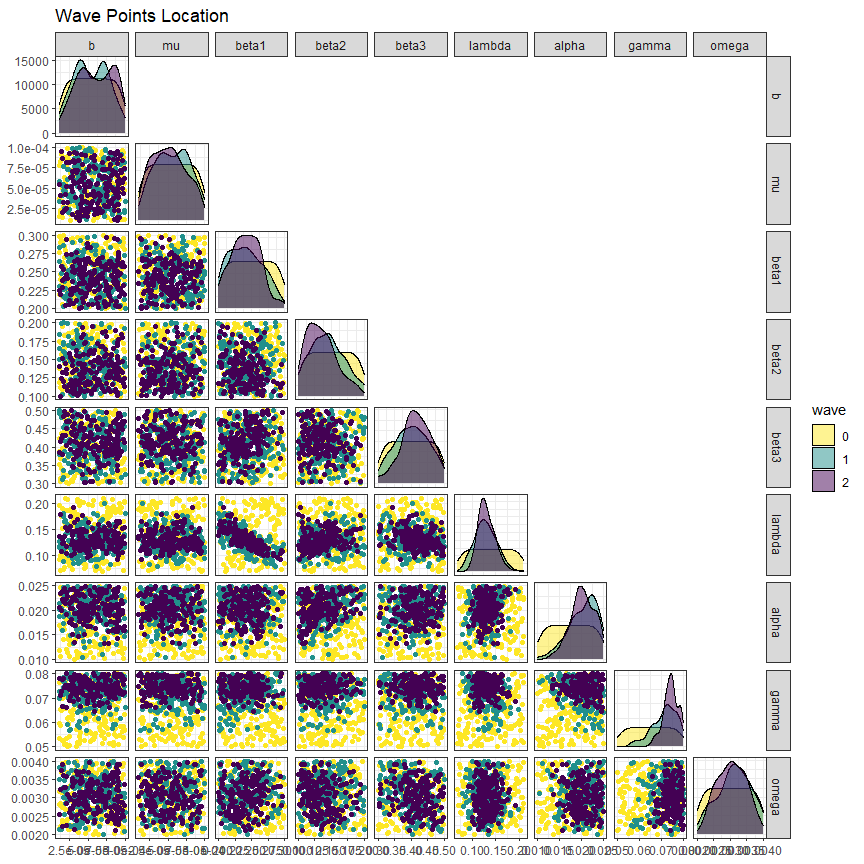 Wave Points Location
b mu beta1 beta2 beta3 lambda alpha gamma omega
15000
10000
5000
0
b
1.0e-04
7.5e-05
5.0e-05
2.5e-05
mu
0.300
0.275
0.250
0.225
0.200
beta1
0.200
0.175
0.150
0.125
0.100
beta2
0.50
0.45
0.40
0.35
0.30
beta3
wave
0
1
2
0.20
0.15
0.10
lambda
0.025
0.020
0.015
0.010
alpha
0.08
0.07
0.06
0.05
gamma
0.0040
0.0035
0.0030
0.0025
0.0020
omega